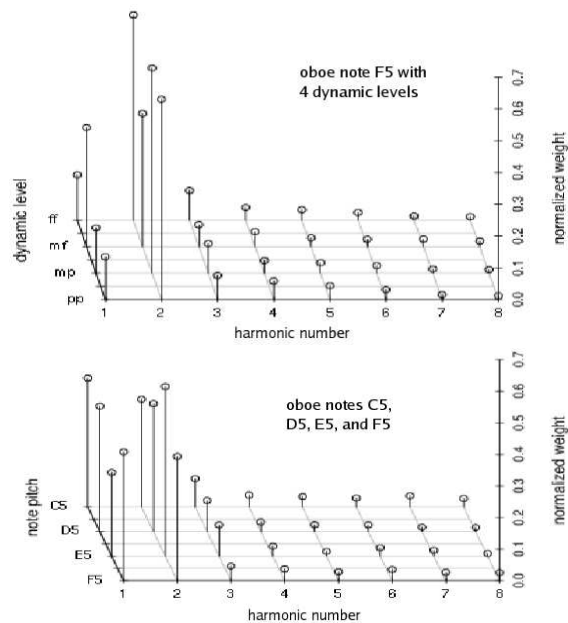 oboe note F5 with
4 dynamic levels
0.0 0.1 0.2 0.3 0.4 0.5 0.6 0.7
normalized weight
dynamic level
ff
mf
mp
pp
1 2 3 4 5 6 7 8
harmonic number
oboe notes C5,
D5, E5, and F5
0.0 0.1 0.2 0.3 0.4 0.5 0.6 0.7
normalized weight
note pitch
C5
D5
E5
F5
1 2 3 4 5 6 7 8
harmonic number